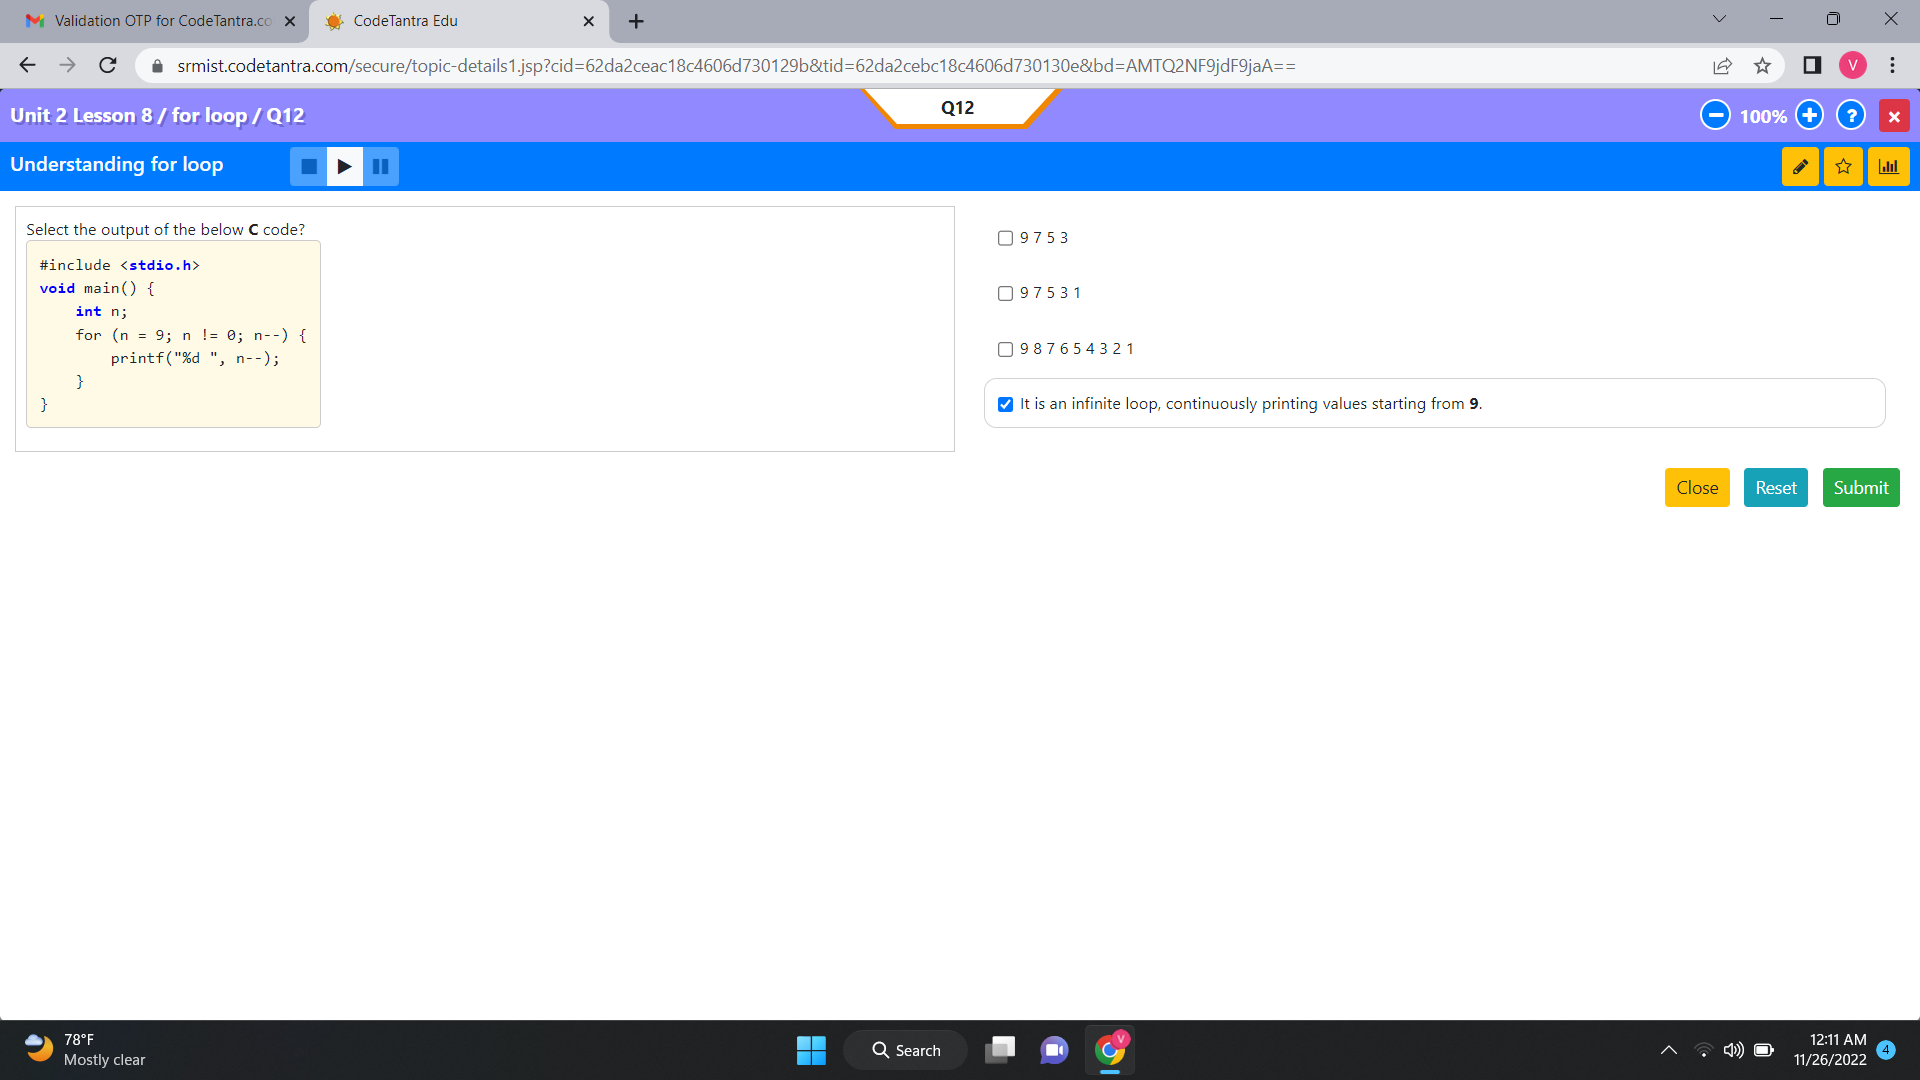 Validation OTP for CodeTantra.co
CodeTantra Edu
srmist.codetantra.com/secure/topic-details1.jsp?cid=62da2ceac18c4606d730129b&tid=62da2cebc18c4606d730130e&bd=AMTQ2NF9jdF9jaA==
V
Unit 2 Lesson 8 / for loop / Q12
Q12
100%
?
Understanding for loop
Select the output of the below C code?
#include <stdio.h>
void main() {
int n;
for (n = 9; n != 0; n--) {
printf("%d ", n--);
}
}
9 7 5 3
9 7 5 3 1
9 8 7 6 5 4 3 2 1
It is an infinite loop, continuously printing values starting from 9.
Close
Reset
Submit
78°F
Mostly clear
Search
V
12:11 AM
11/26/2022
4